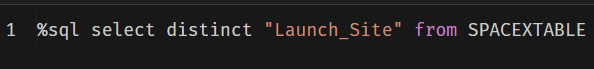 1 %sql select distinct "Launch_Site" from SPACEXTABLE